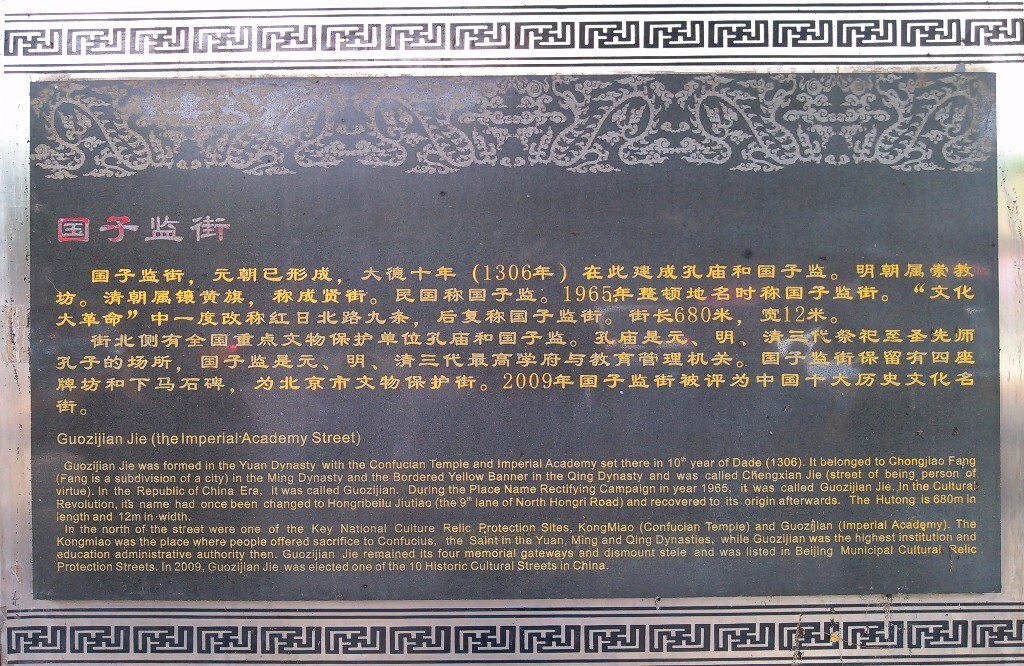 国子监街
国子监街，元朝已形成，大德十年（1306年）在此建成孔庙和国子监。明朝属崇教
坊。清朝属镶黄旗，称成贤街。民国称国子监。1965年整顿地名时称国子监街。“文化
大革命”中一度改称红日北路九条，后复称国子监街。街长680米，宽12米。
街北侧有全国重点文物保护单位孔庙和国子监。孔庙是元、明、清三代祭祀至圣先师
孔子的场所，国子监是元、明、清三代最高学府与教育管理机关。国子监街保留有四座
牌坊和下马石碑，为北京市文物保护街。2009年国子监街被评为中国十大历史文化名
街。
Guozijian Jie (the Imperial Academy Street)
Guozijian Jie was formed in the Yuan Dynasty with the Confucian Temple and Imperial Academy set there in 10th year of Dade (1306). It belonged to Chongjiao Fang
(Fang is a subdivision of a city) in the Ming Dynasty and the Bordered Yellow Banner in the Qing Dynasty and was called Chengxian Jie (street of being person of
virtue). In the Republic of China Era, it was called Guozijian. During the Place Name Rectifying Campaign in year 1965, it was called Guozijian Jie. In the Cultural
Revolution, its name had once been changed to Hongribeilu Jiutiao (the 9th lane of North Hongri Road) and recovered to its origin afterwards. The Hutong is 680m in
length and 12m in width.
In the north of the street were one of the Key National Culture Relic Protection Sites, KongMiao (Confucian Temple) and Guozijian (Imperial Academy). The
Kongmiao was the place where people offered sacrifice to Confucius, the Saint in the Yuan, Ming and Qing Dynasties, while Guozijian was the highest institution and
education administrative authority then. Guozijian Jie remained its four memorial gateways and dismount stele and was listed in Beijing Municipal Cultural Relic
Protection Streets. In 2009, Guozijian Jie was elected one of the 10 Historic Cultural Streets in China.